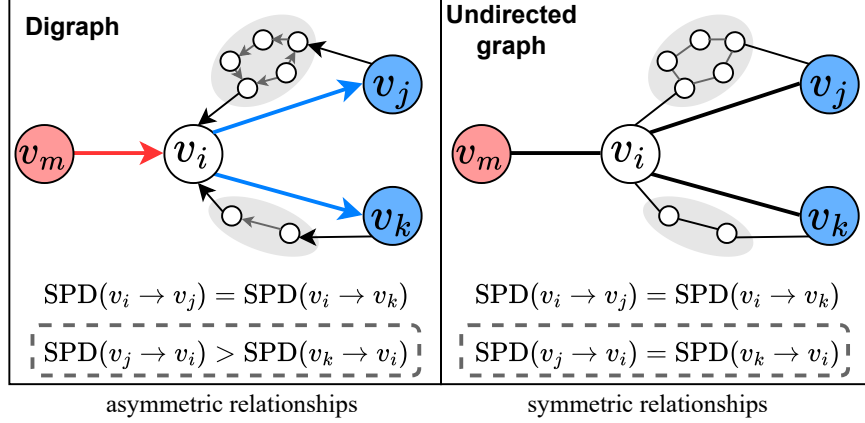 Digraph
v_j
v_m
v_i
v_k
SPD(v_i → v_j) = SPD(v_i → v_k)
SPD(v_j → v_i) > SPD(v_k → v_i)
asymmetric relationships
Undirected
graph
v_j
v_m
v_i
v_k
SPD(v_i → v_j) = SPD(v_i → v_k)
SPD(v_j → v_i) = SPD(v_k → v_i)
symmetric relationships